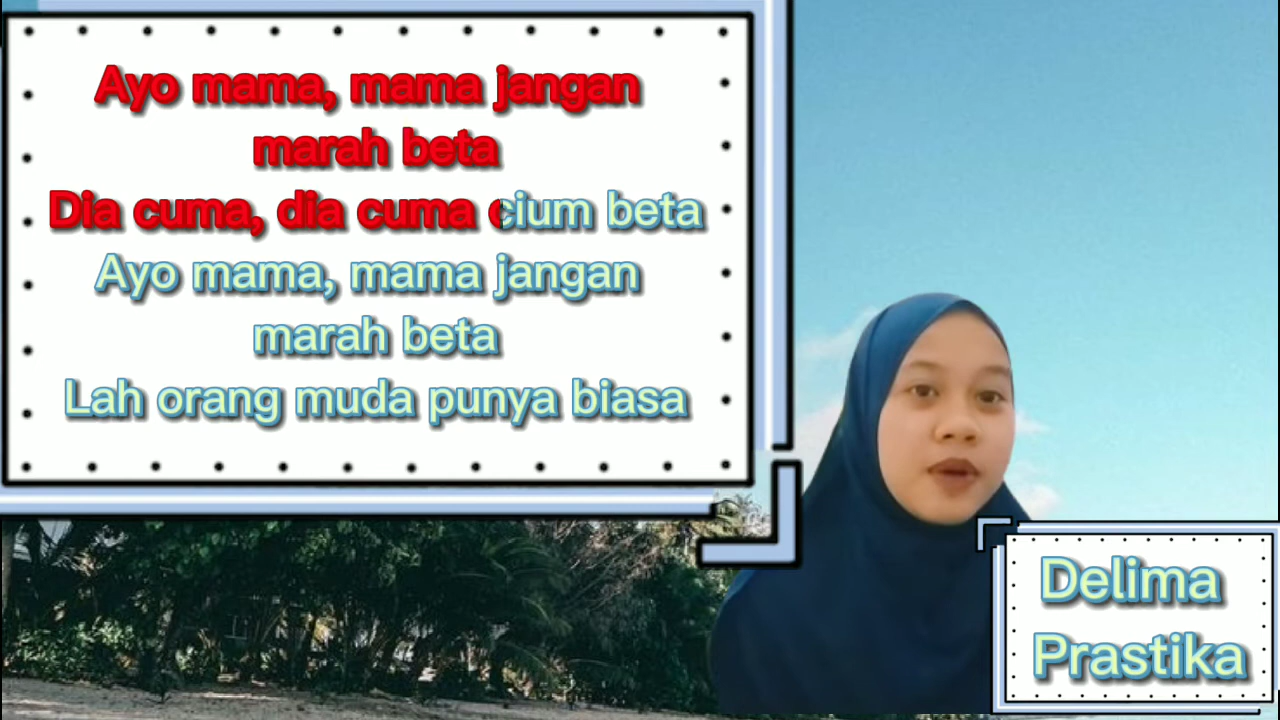 Ayo mama, mama jangan
marah beta
Dia cuma, dia cuma cium beta
Ayo mama, mama jangan
marah beta
Lah orang muda punya biasa
Delima
Prastika